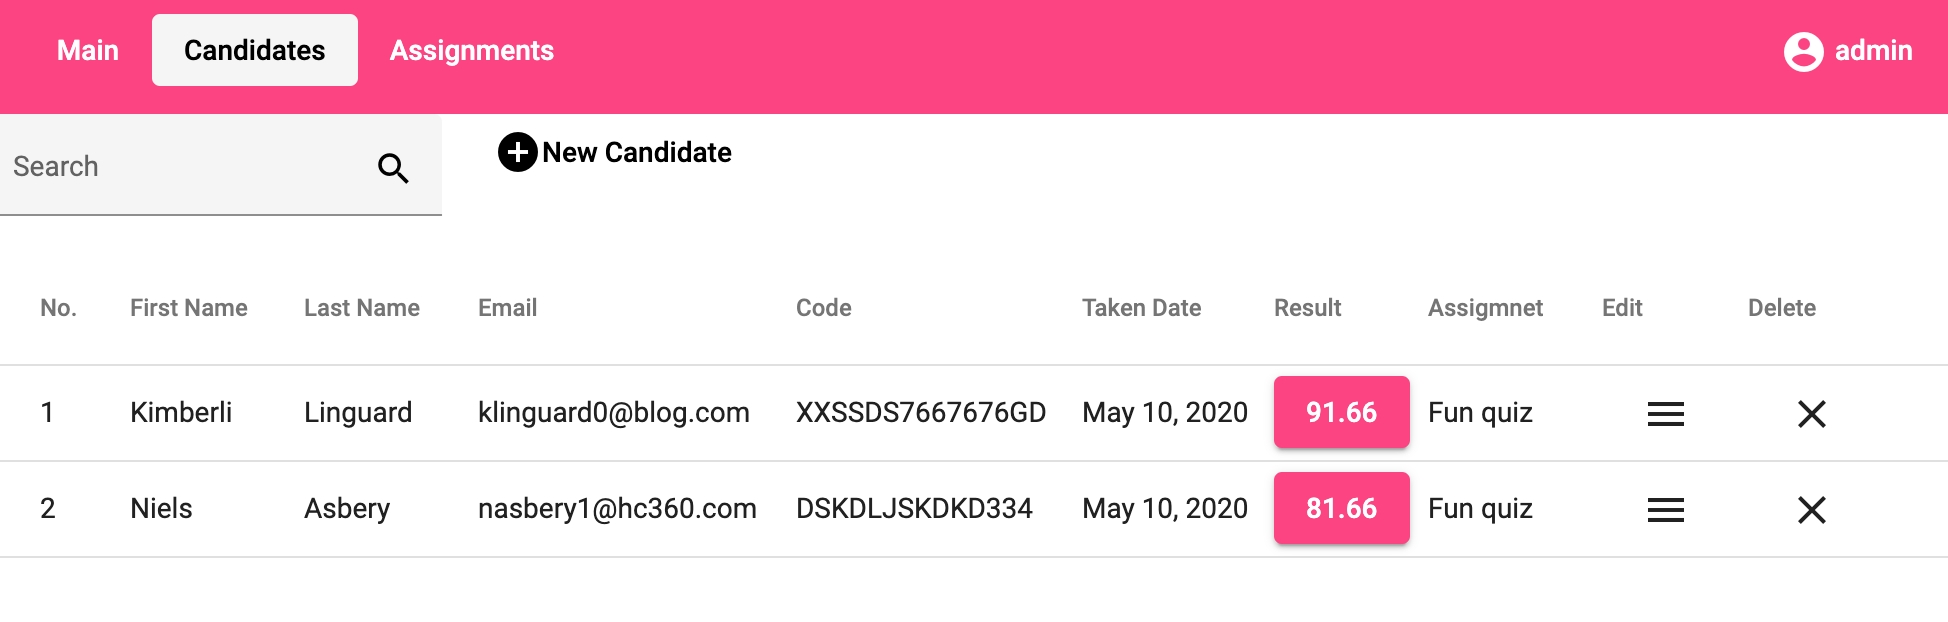 Main Candidates Assignments admin
Search New Candidate
No. First Name Last Name Email Code Taken Date Result Assigmnet Edit Delete
1 Kimberli Linguard klinguard0@blog.com XXSSDS7667676GD May 10, 2020 91.66 Fun quiz
2 Niels Asbery nasbery1@hc360.com DSKDLJSKDKD334 May 10, 2020 81.66 Fun quiz